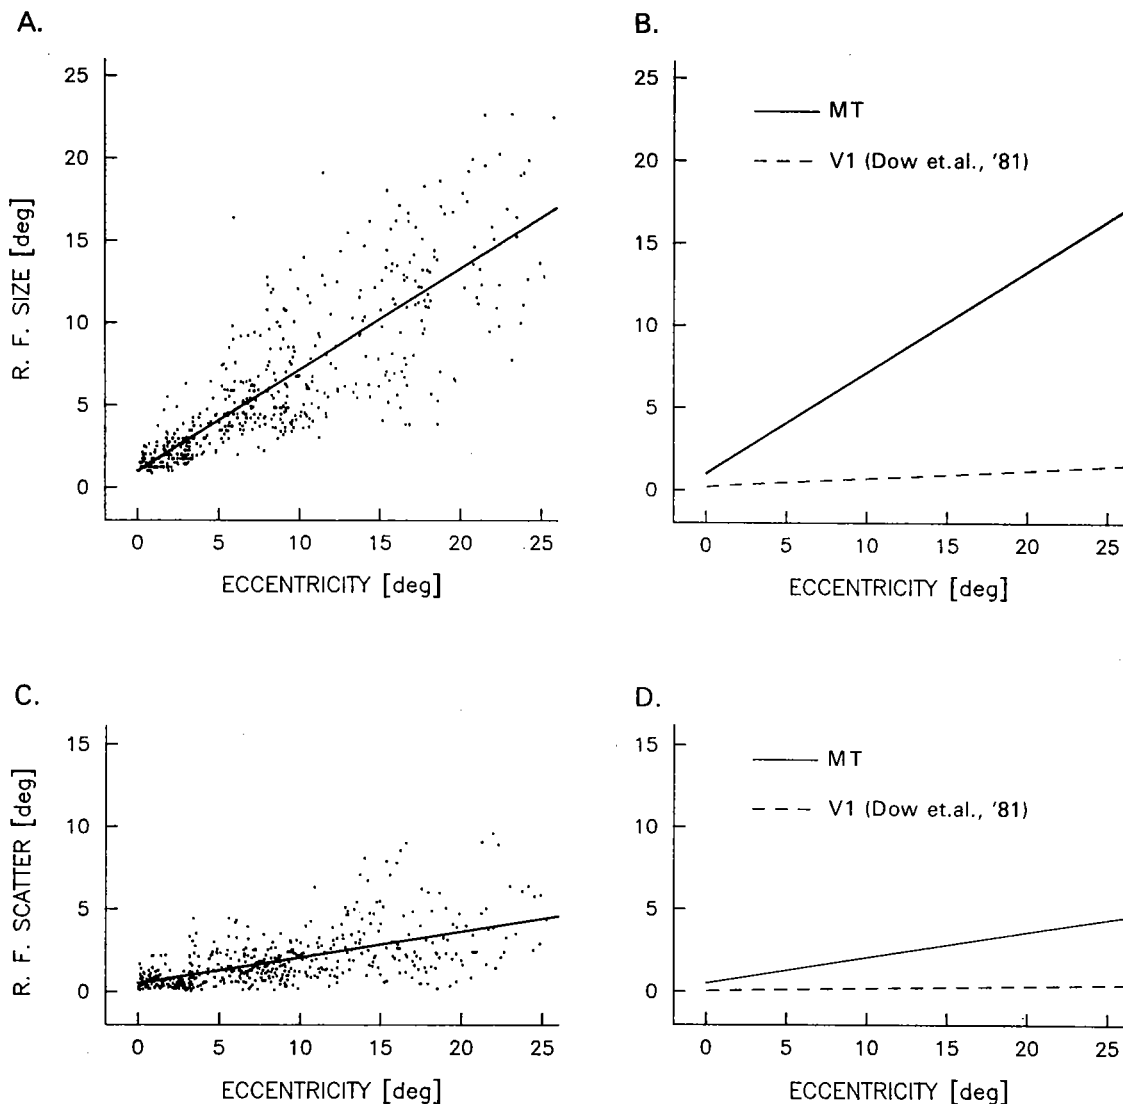 A.
R. F. SIZE [deg]
25
20
15
10
5
0
0 5 10 15 20 25
ECCENTRICITY [deg]
B.
25
20
15
10
5
0
MT
V1 (Dow et.al., '81)
0 5 10 15 20 25
ECCENTRICITY [deg]
C.
R. F. SCATTER [deg]
15
10
5
0
0 5 10 15 20 25
ECCENTRICITY [deg]
D.
15
10
5
0
MT
V1 (Dow et.al., '81)
0 5 10 15 20 25
ECCENTRICITY [deg]